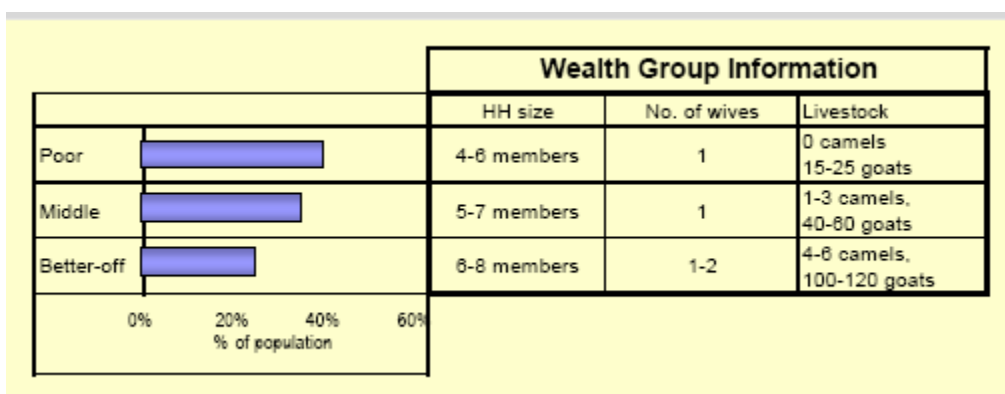 Wealth Group Information
HH size No. of wives Livestock
Poor 4-6 members 1 0 camels
15-25 goats
Middle 5-7 members 1 1-3 camels,
40-60 goats
Better-off 6-8 members 1-2 4-6 camels,
100-120 goats
0% 20% 40% 60%
% of population